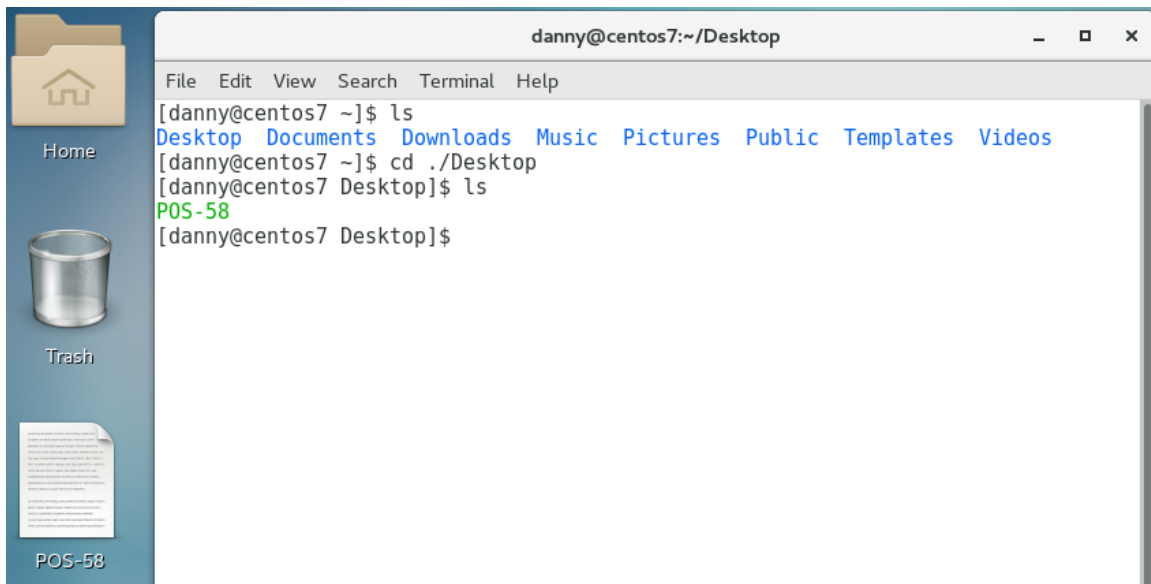 danny@centos7:~/Desktop
File Edit View Search Terminal Help
[danny@centos7 ~]$ ls
Desktop Documents Downloads Music Pictures Public Templates Videos
[danny@centos7 ~]$ cd ./Desktop
[danny@centos7 Desktop]$ ls
POS-58
[danny@centos7 Desktop]$
Home
Trash
POS-58